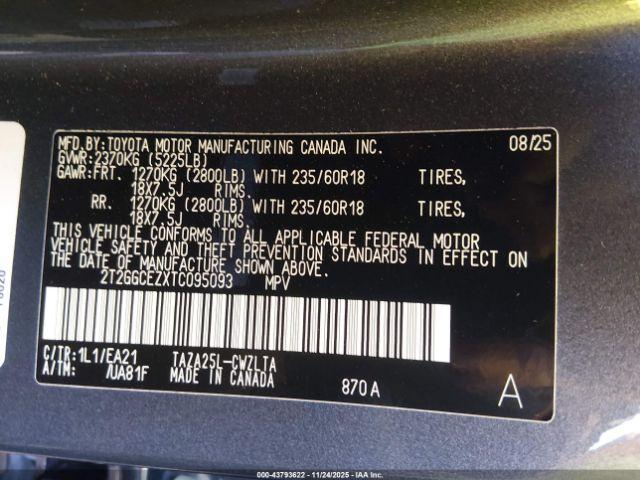 MFD.BY:TOYOTA MOTOR MANUFACTURING CANADA INC. 08/25
GVWR:2370KG (5225LB)
GAWR:FRT. 1270KG (2800LB) WITH 235/60R18 TIRES,
18X7.5J RIMS.
RR. 1270KG (2800LB) WITH 235/60R18 TIRES,
18X7.5J RIMS.
THIS VEHICLE CONFORMS TO ALL APPLICABLE FEDERAL MOTOR
VEHICLE SAFETY AND THEFT PREVENTION STANDARDS IN EFFECT ON
THE DATE OF MANUFACTURE SHOWN ABOVE.
2T2GGCEZXTC095093 MPV
C/TR:1L1/EA21 TAZA25L-CWZLTA
A/TM: /UA81F MADE IN CANADA 870A A
000-43793622 - 11/24/2025 - IAA Inc.